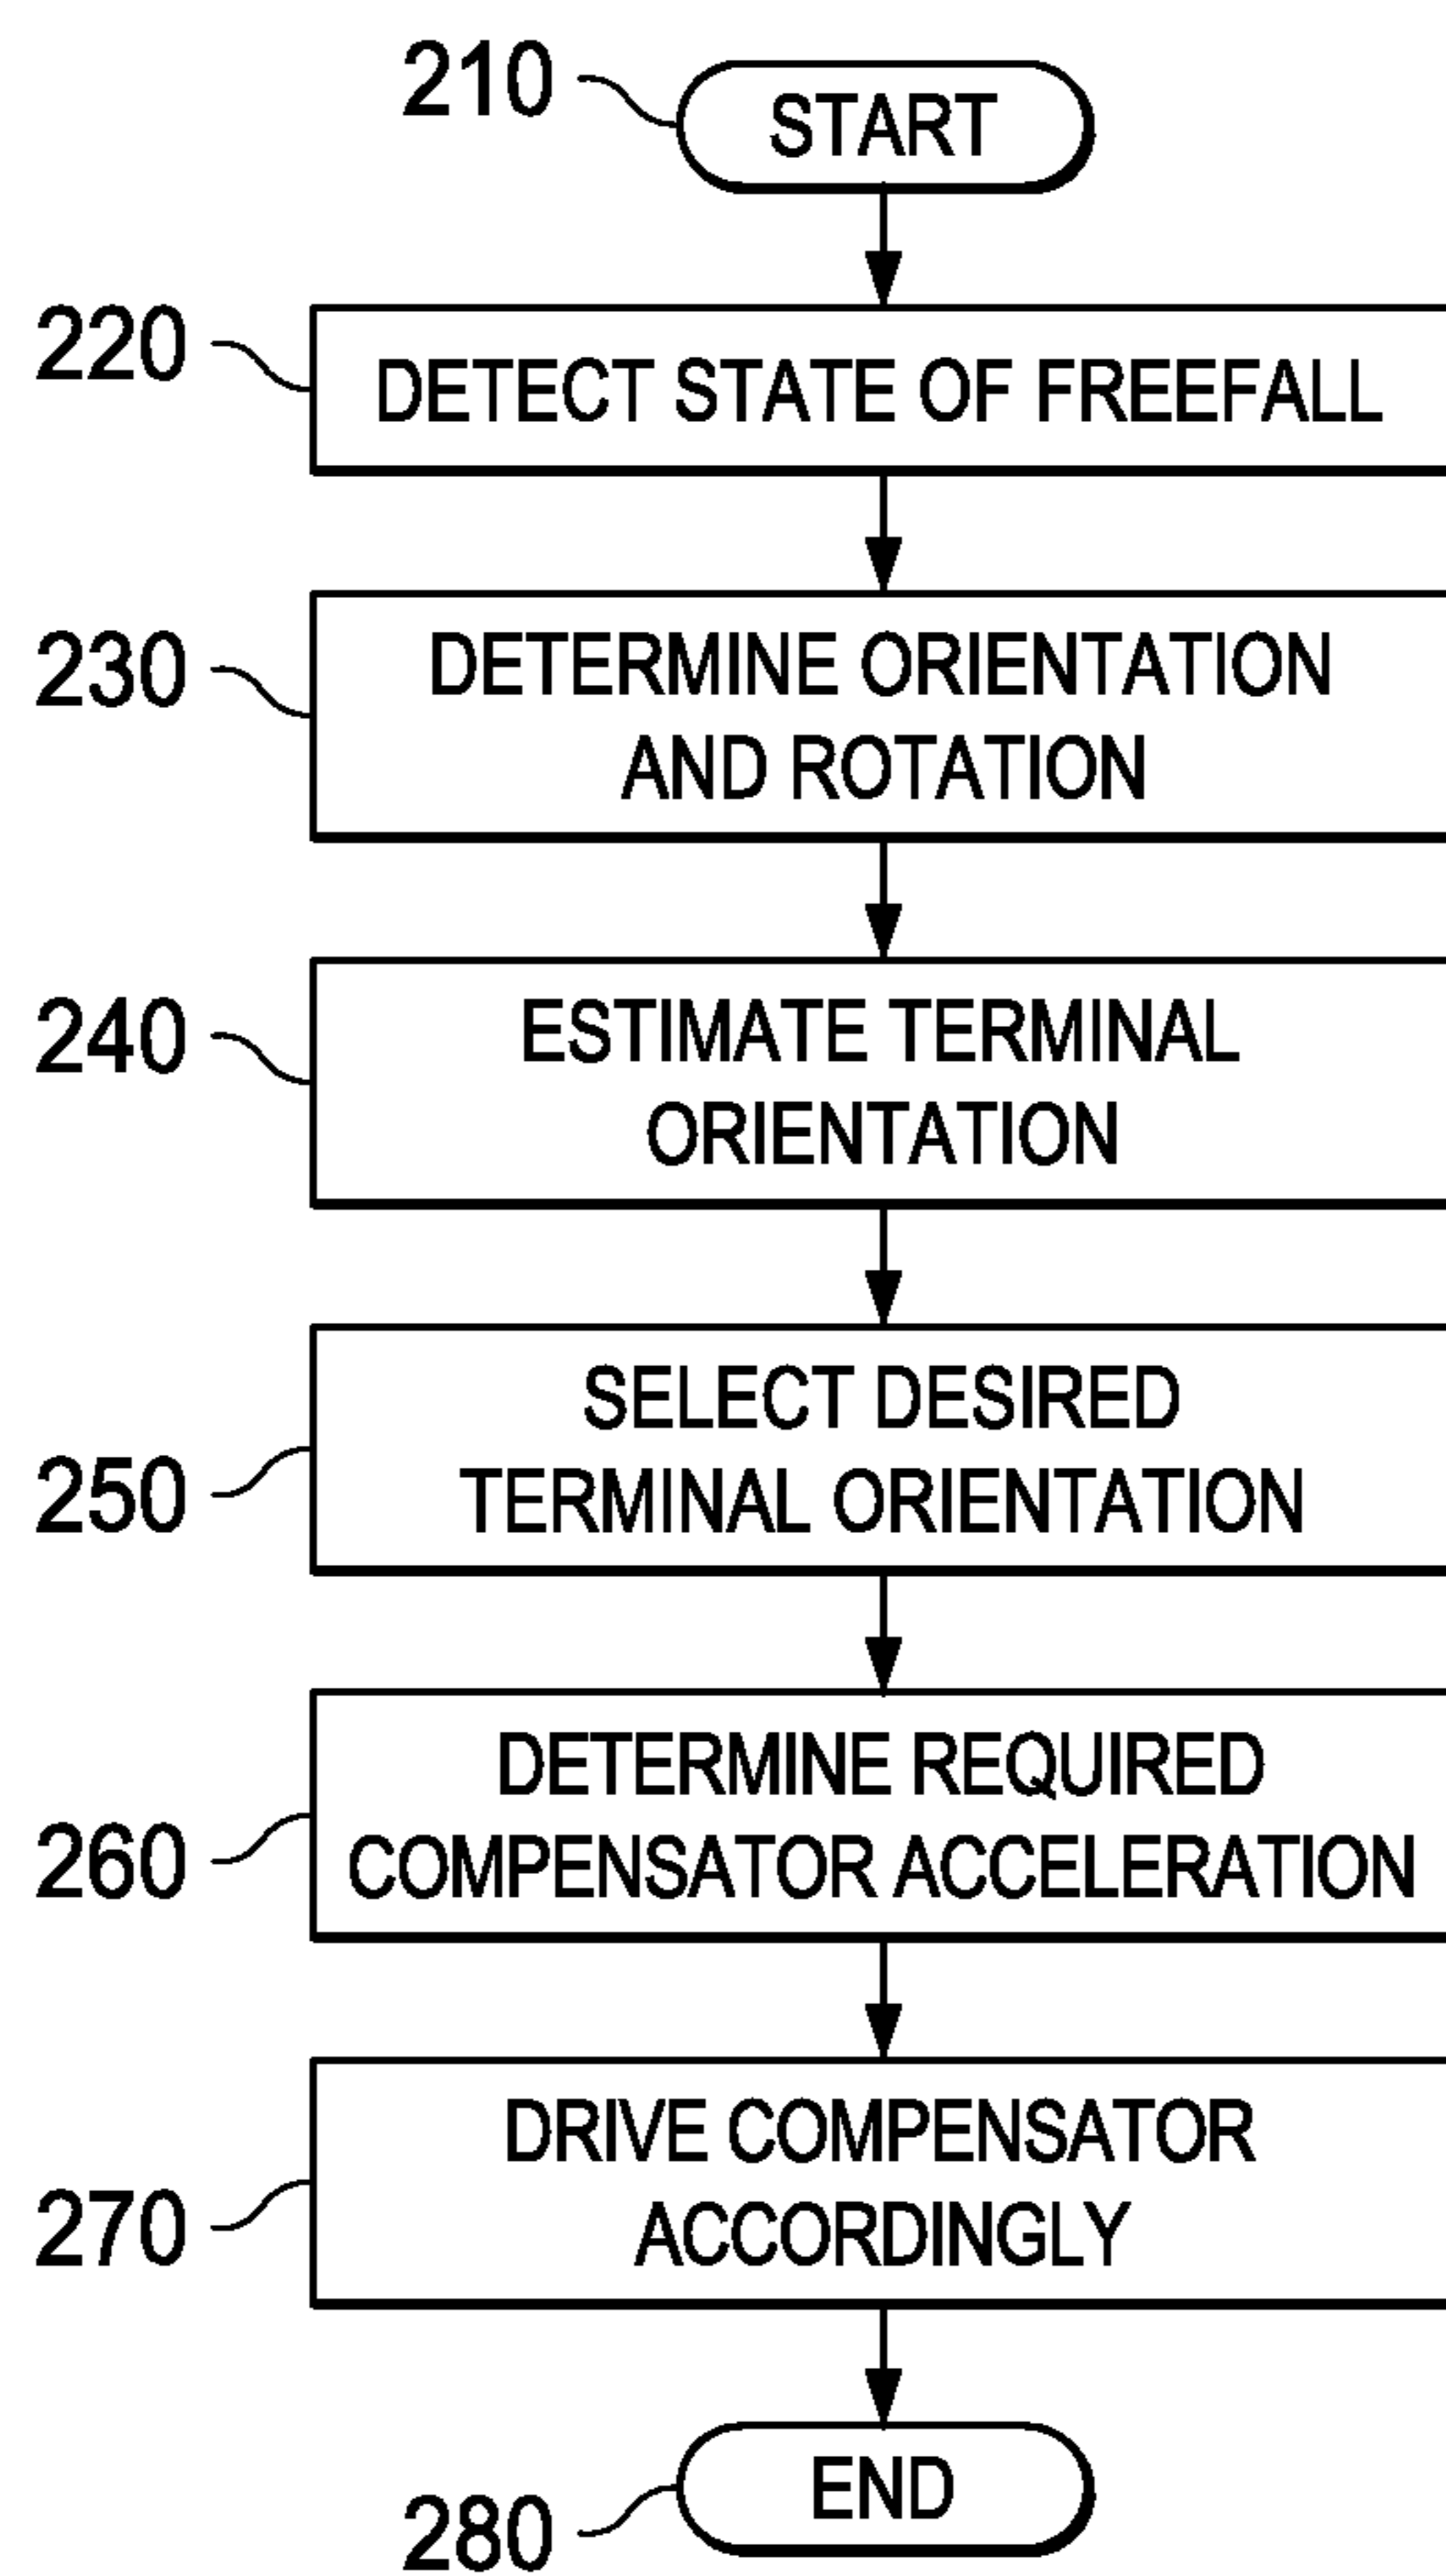 210
START
220
DETECT STATE OF FREEFALL
230
DETERMINE ORIENTATION
AND ROTATION
240
ESTIMATE TERMINAL
ORIENTATION
250
SELECT DESIRED
TERMINAL ORIENTATION
260
DETERMINE REQUIRED
COMPENSATOR ACCELERATION
270
DRIVE COMPENSATOR
ACCORDINGLY
280
END